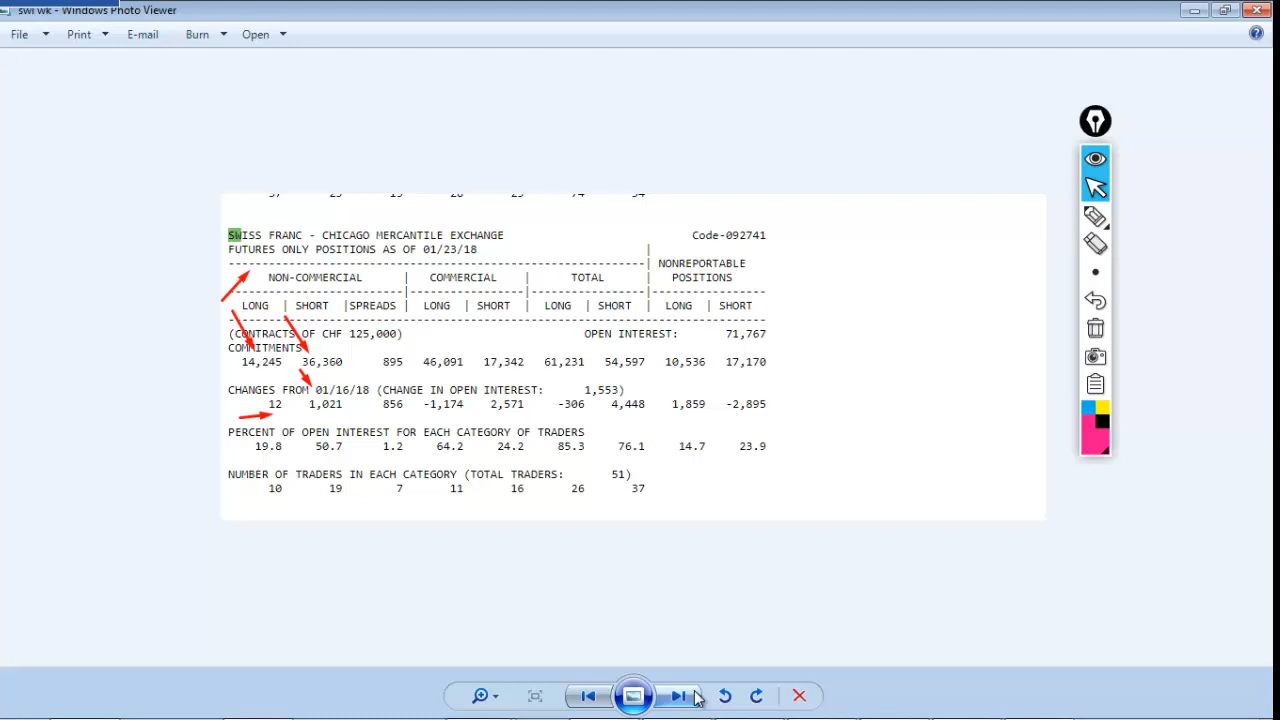 swi wk - Windows Photo Viewer
File Print E-mail Burn Open
SWISS FRANC - CHICAGO MERCANTILE EXCHANGE Code-092741
FUTURES ONLY POSITIONS AS OF 01/23/18 |
--------------------------------------------------------------| NONREPORTABLE
NON-COMMERCIAL | COMMERCIAL | TOTAL | POSITIONS
--------------------------|-----------------|-----------------|-----------------
LONG | SHORT |SPREADS | LONG | SHORT | LONG | SHORT | LONG | SHORT
--------------------------------------------------------------------------------
(CONTRACTS OF CHF 125,000) OPEN INTEREST: 71,767
COMMITMENTS
14,245 36,360 895 46,091 17,342 61,231 54,597 10,536 17,170
CHANGES FROM 01/16/18 (CHANGE IN OPEN INTEREST: 1,553)
12 1,021 856 -1,174 2,571 -306 4,448 1,859 -2,895
PERCENT OF OPEN INTEREST FOR EACH CATEGORY OF TRADERS
19.8 50.7 1.2 64.2 24.2 85.3 76.1 14.7 23.9
NUMBER OF TRADERS IN EACH CATEGORY (TOTAL TRADERS: 51)
10 19 7 11 16 26 37